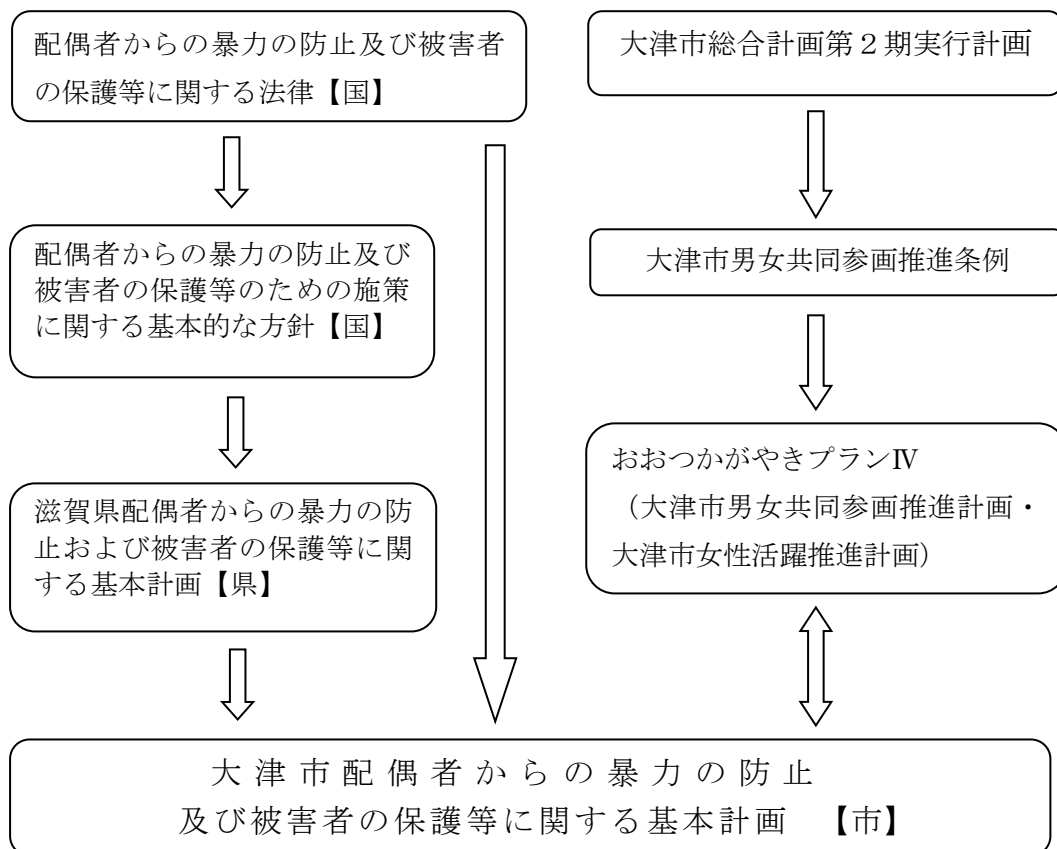 配偶者からの暴力の防止及び被害者
の保護等に関する法律【国】
配偶者からの暴力の防止及び
被害者の保護等のための施策
に関する基本的な方針【国】
滋賀県配偶者からの暴力の防
止および被害者の保護等に関
する基本計画【県】
大津市総合計画第２期実行計画
大津市男女共同参画推進条例
おおつかがやきプランⅣ
（大津市男女共同参画推進計画・
大津市女性活躍推進計画）
大津市配偶者からの暴力の防止
及び被害者の保護等に関する基本計画　【市】